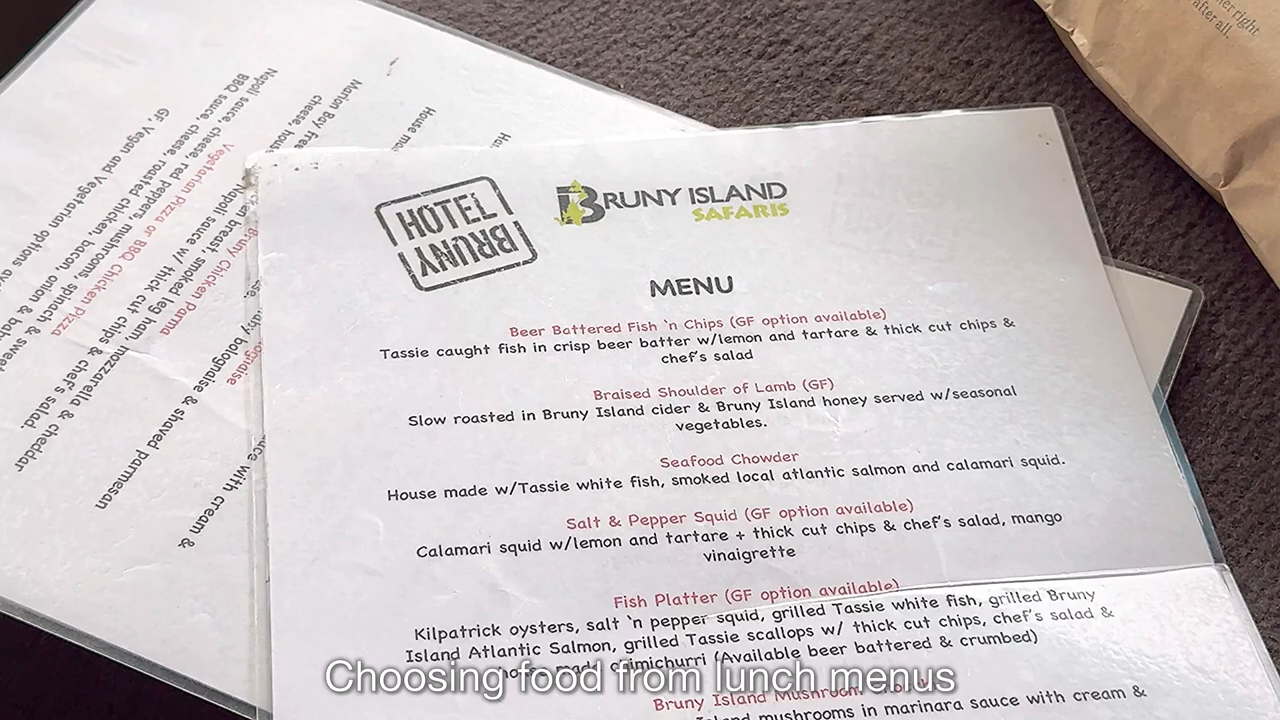 her right
after all.
HOTEL
BRUNY
BRUNY ISLAND
SAFARIS
MENU
Beer Battered Fish 'n Chips (GF option available)
Tassie caught fish in crisp beer batter w/lemon and tartare & thick cut chips &
chef's salad
Braised Shoulder of Lamb (GF)
Slow roasted in Bruny Island cider & Bruny Island honey served w/seasonal
vegetables.
Seafood Chowder
House made w/Tassie white fish, smoked local atlantic salmon and calamari squid.
Salt & Pepper Squid (GF option available)
Calamari squid w/lemon and tartare + thick cut chips & chef's salad, mango
vinaigrette
Fish Platter (GF option available)
Kilpatrick oysters, salt 'n pepper squid, grilled Tassie white fish, grilled Bruny
Island Atlantic Salmon, grilled Tassie scallops w/ thick cut chips, chef's salad &
house made chimichurri (Available beer battered & crumbed)
Bruny Island Mushroom
Island mushrooms in marinara sauce with cream &
Marion Bay
cheese,
House
Bruny Chicken Parma
breast, smoked leg ham, mozzarella & cheddar
Napoli sauce w/ thick cut chips & chef's salad.
bolognaise & shaved parmesan
sauce with cream &
Vegetarian Pizza or BBQ Chicken Pizza
Napoli sauce, cheese, red peppers, mushrooms, spinach &
BBQ sauce, cheese, roasted chicken, bacon, onion &
GF, Vegan and Vegetarian options
Choosing food from lunch menus